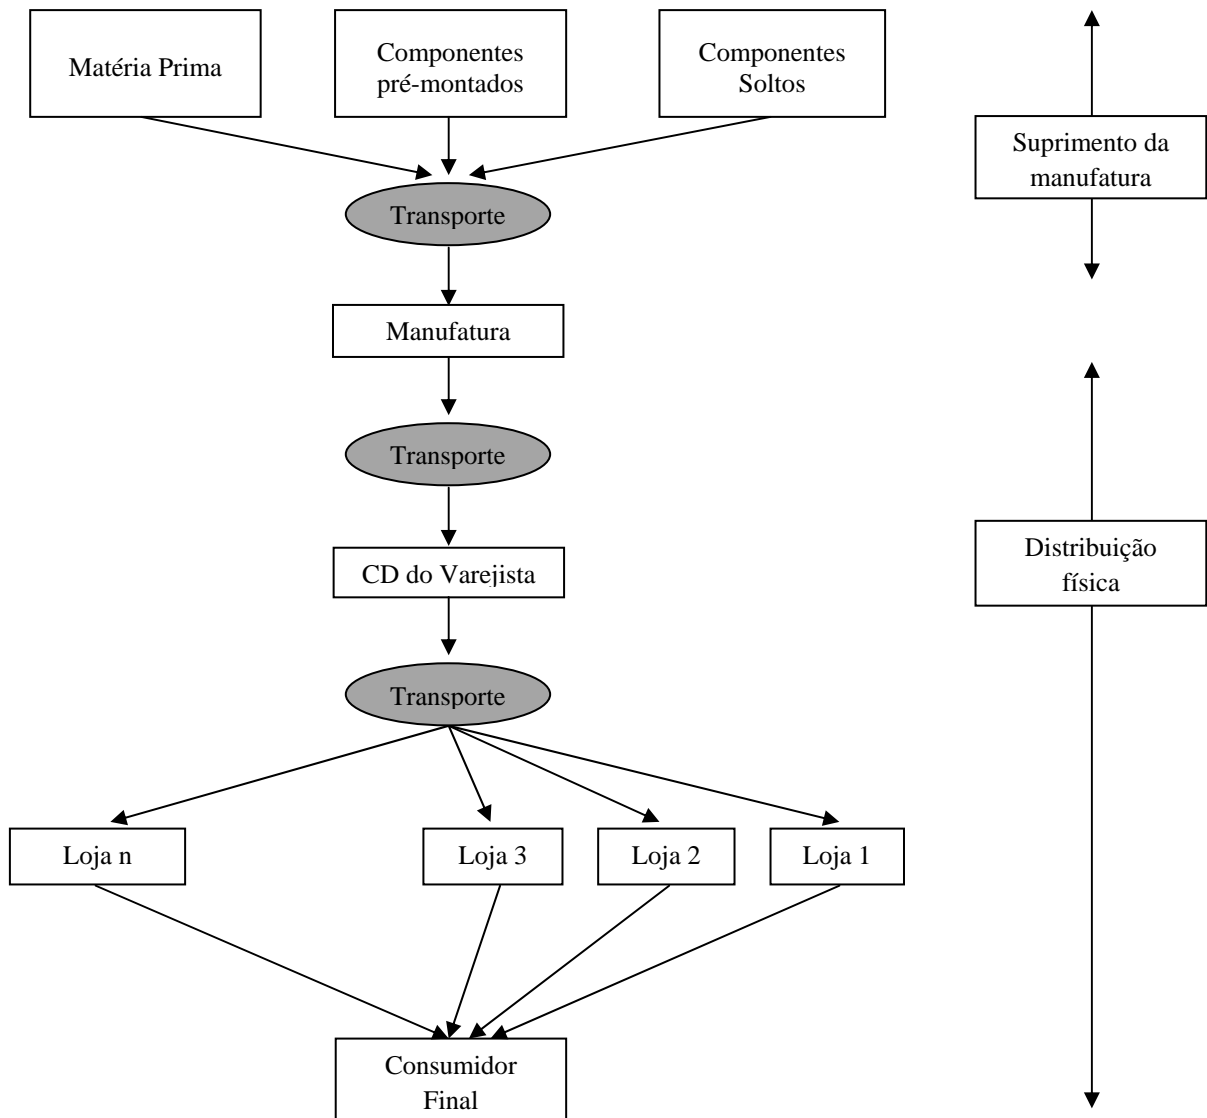 Matéria Prima
Componentes
pré-montados
Componentes
Soltos
Suprimento da
manufatura
Transporte
Manufatura
Transporte
Distribuição
física
CD do Varejista
Transporte
Loja n
Loja 3
Loja 2
Loja 1
Consumidor
Final